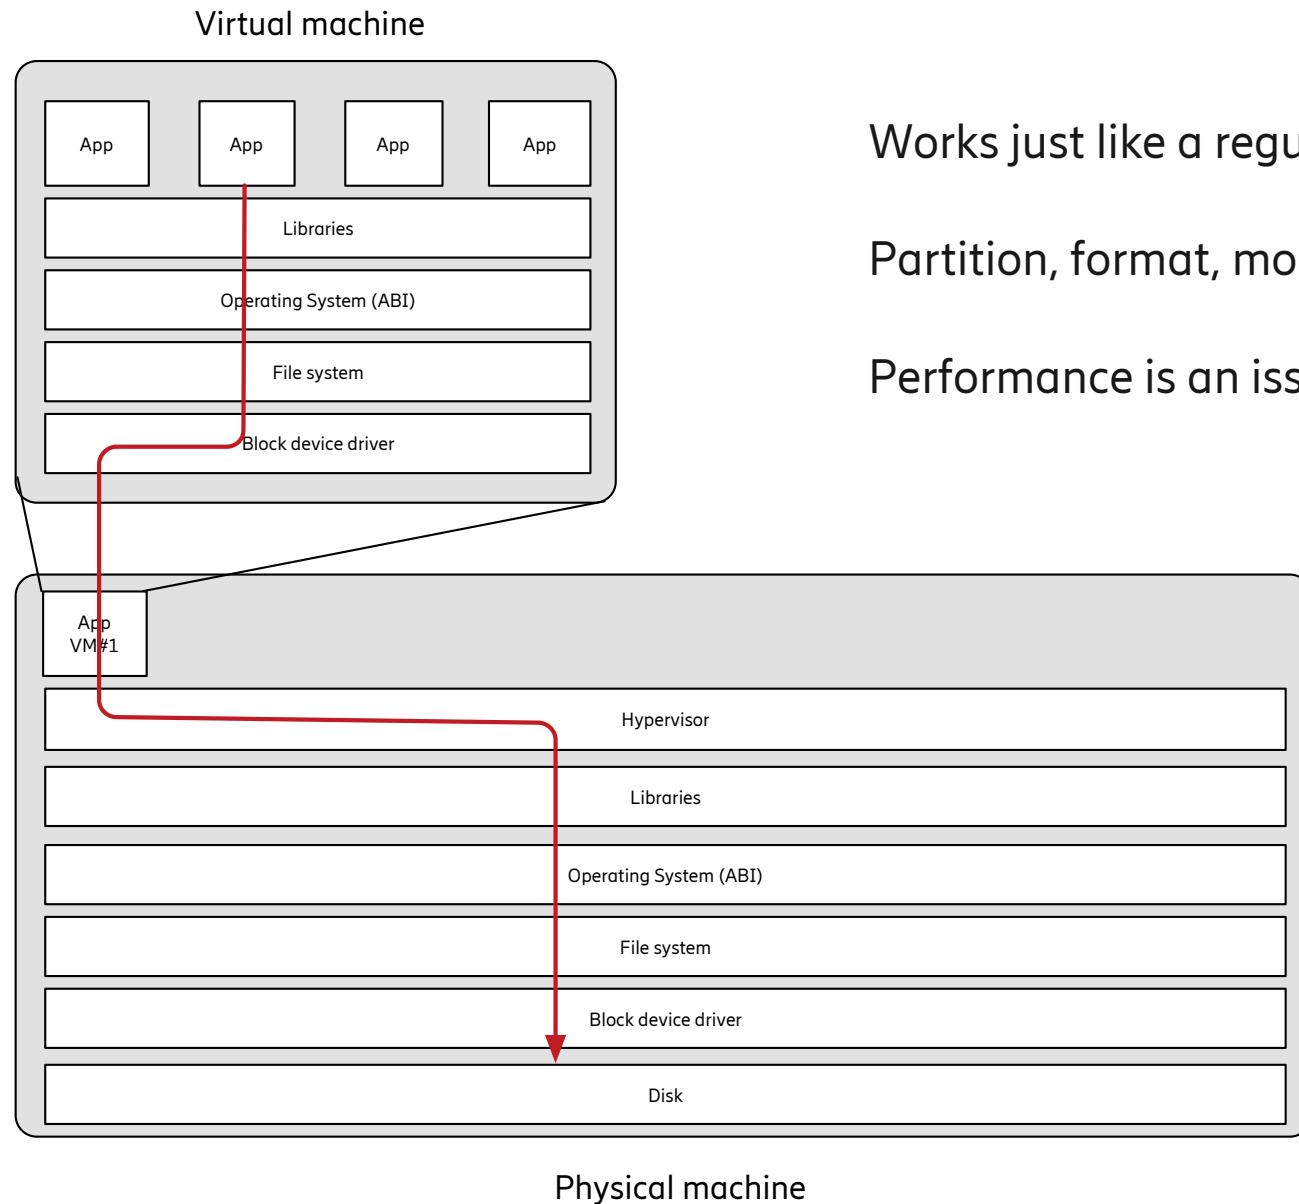 Virtual machine
App
App
App
App
Libraries
Operating System (ABI)
File system
Block device driver
Works just like a regu
Partition, format, mo
Performance is an iss
App
VM#1
Hypervisor
Libraries
Operating System (ABI)
File system
Block device driver
Disk
Physical machine